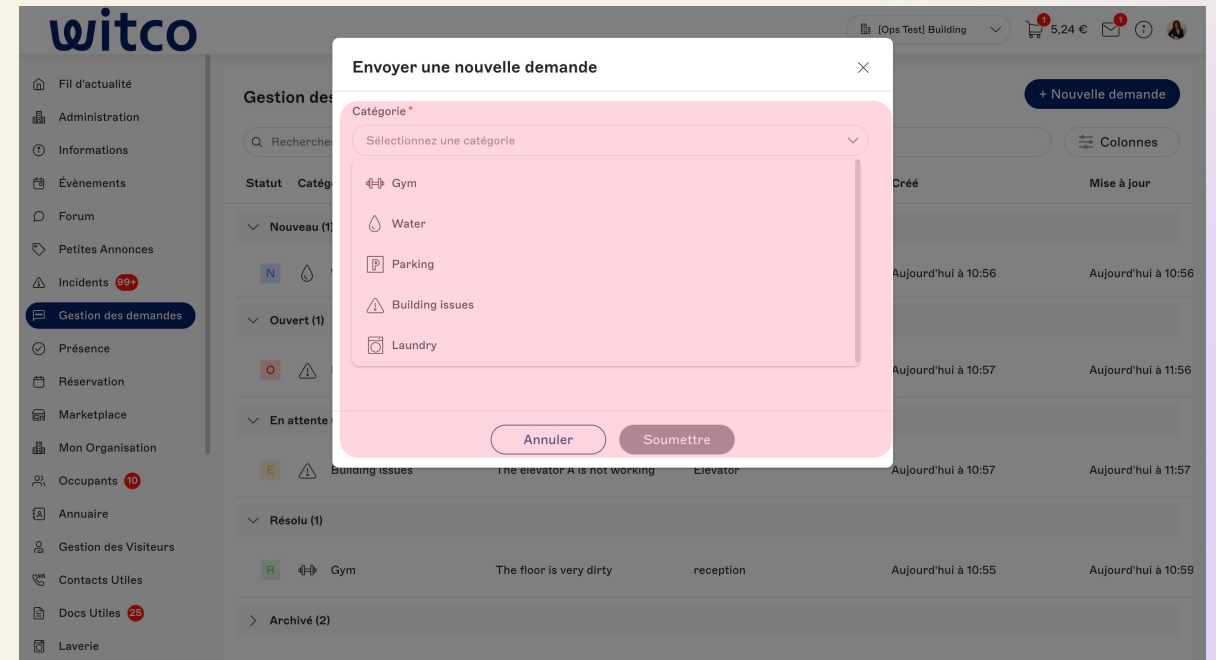 witco
[Ops Test] Building
1
5,24 €
1
Fil d'actualité
Administration
Informations
Évènements
Forum
Petites Annonces
Incidents 99+
Gestion des demandes
Présence
Réservation
Marketplace
Mon Organisation
Occupants 10
Annuaire
Gestion des Visiteurs
Contacts Utiles
Docs Utiles 25
Laverie
Gestion des
+ Nouvelle demande
Recherche
Colonnes
Statut Catég Créé Mise à jour
Nouveau (1)
N Aujourd'hui à 10:56 Aujourd'hui à 10:56
Ouvert (1)
O Aujourd'hui à 10:57 Aujourd'hui à 11:56
En attente
E Building issues The elevator A is not working Elevator Aujourd'hui à 10:57 Aujourd'hui à 11:57
Résolu (1)
R Gym The floor is very dirty reception Aujourd'hui à 10:55 Aujourd'hui à 10:59
Archivé (2)
Envoyer une nouvelle demande
Catégorie *
Sélectionnez une catégorie
Gym
Water
P Parking
Building issues
Laundry
Annuler Soumettre